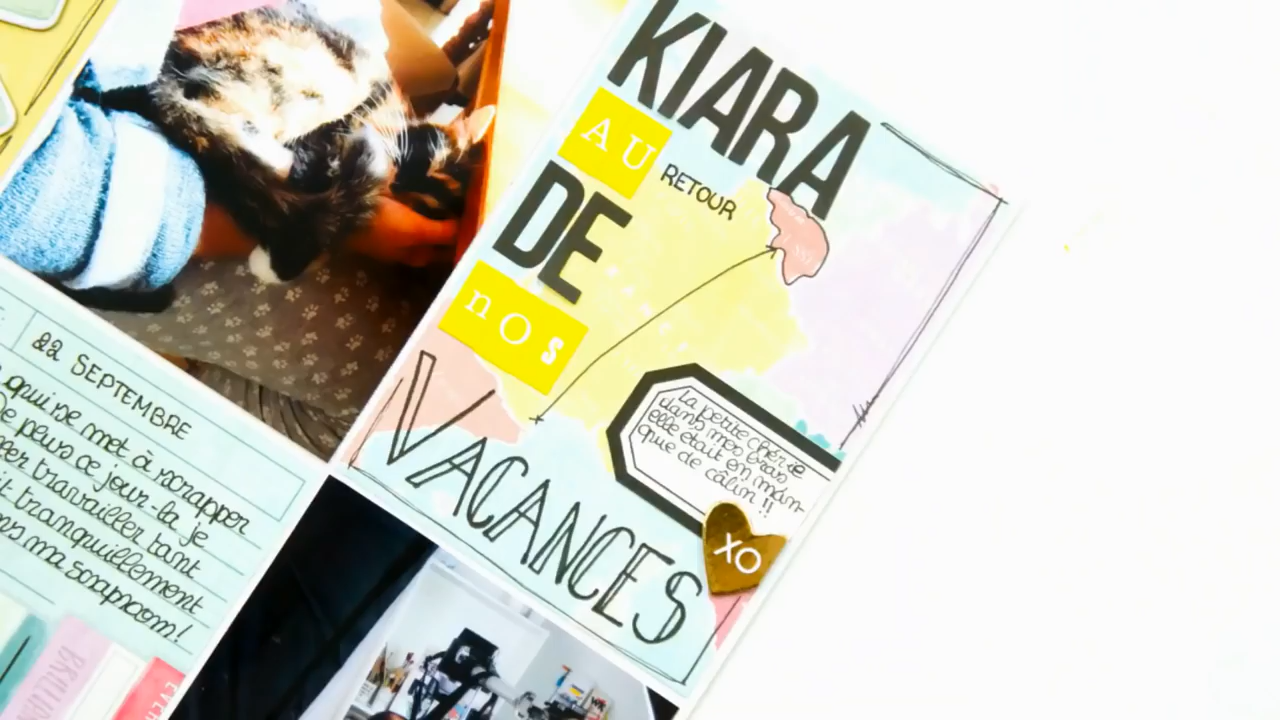 KIARA
AU
RETOUR
DE
nOS
VACANCES
La petite chérie
dans mes bras
elle était en man-
que de câlin !!
XO
22 SEPTEMBRE
qui se met à scrapper
De plus ce jour-là je
travailler tant
tranquillement
ma scraproom!